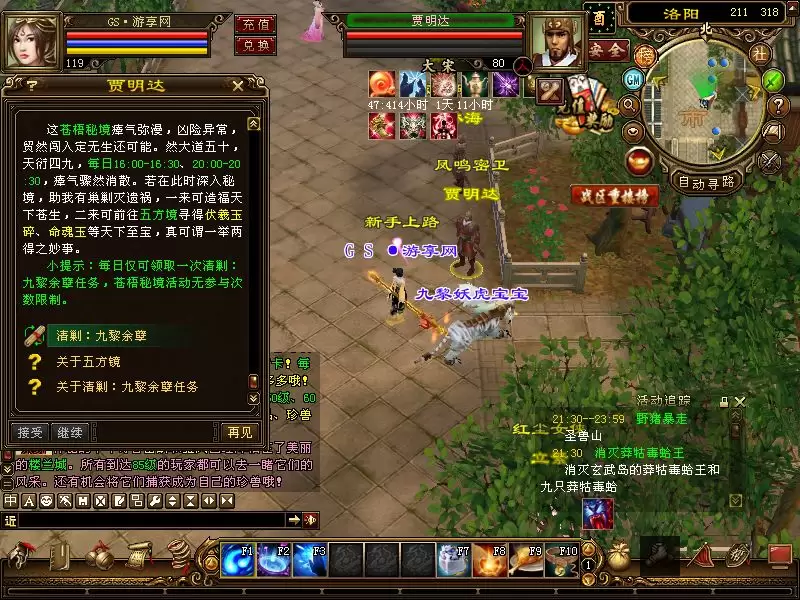 GS·游享网
119
充值
兑换
贾明达
80
大宋
47:41 4小时 1天11小时
酉
洛阳 211 318
北
安全
榜
社
GM
自动寻路
战区重楼榜
? 贾明达
这苍梧秘境瘴气弥漫，凶险异常，
贸然闯入定无生还可能。然大道五十，
天衍四九，每日16:00-16:30、20:00-20
:30，瘴气骤然消散。若在此时深入秘
境，助我有巢剿灭遗祸，一来可造福天
下苍生，二来可前往五方境寻得伏羲玉
碎、命魂玉等天下至宝，真可谓一举两
得之妙事。
小提示：每日仅可领取一次清剿：
九黎余孽任务，苍梧秘境活动无参与次
数限制。
清剿：九黎余孽
? 关于五方镜
? 关于清剿：九黎余孽任务
接受 继续 再见
凤鸣密卫
贾明达
新手上路
GS 游享网
九黎妖虎宝宝
活动追踪
21:30--23:59 野猪暴走
圣兽山
21:30 消灭莽牯毒蛤王
消灭玄武岛的莽牯毒蛤王和
九只莽牯毒蛤
的楼兰城。所有到达85级的玩家都可以去一睹它们的
风采。还有机会将它们捕获成为自己的珍兽哦！
中 A
近
F1 F2 F3 F7 F8 F9 F10
1